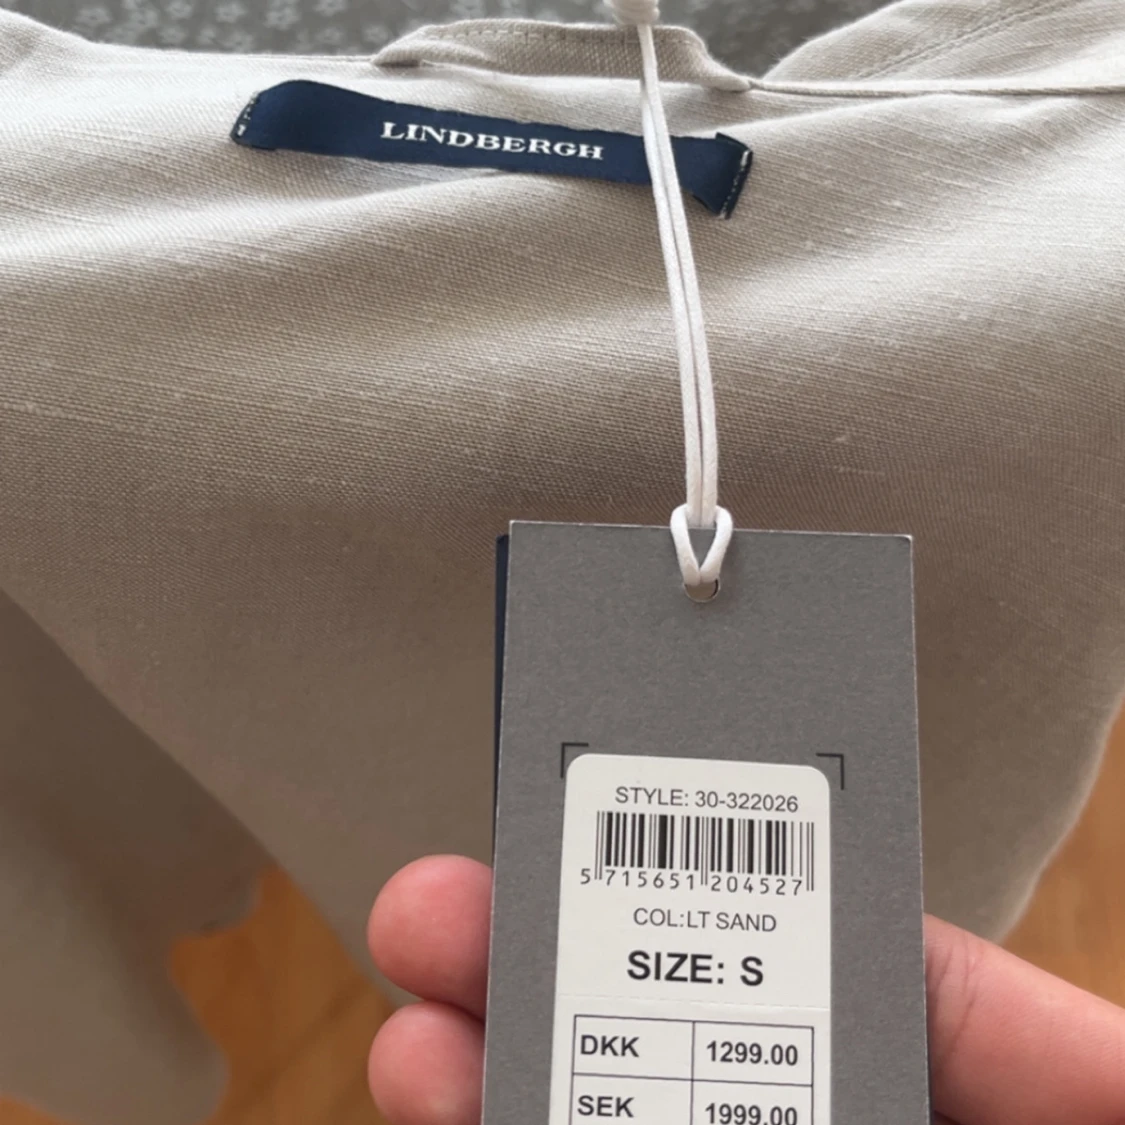 LINDBERGH
STYLE: 30-322026
5 715651 204527
COL:LT SAND
SIZE: S
DKK 1299.00
SEK 1999.00